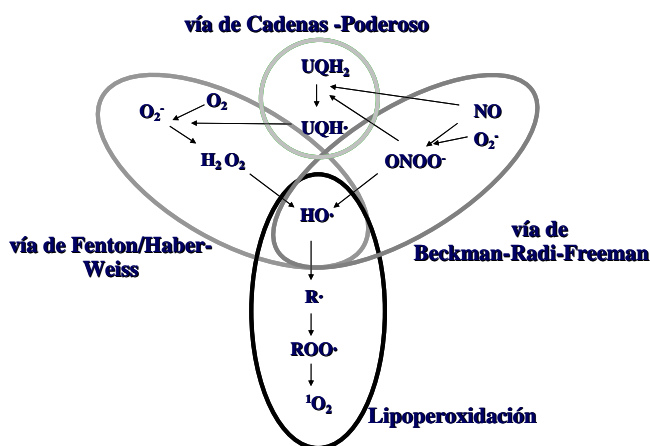 vía de Cadenas -Poderoso
UQH₂
O₂⁻ O₂ NO
UQH· O₂⁻
H₂O₂ ONOO⁻
HO·
vía de Fenton/Haber-
Weiss
vía de
Beckman-Radi-Freeman
R·
ROO·
¹O₂
Lipoperoxidación